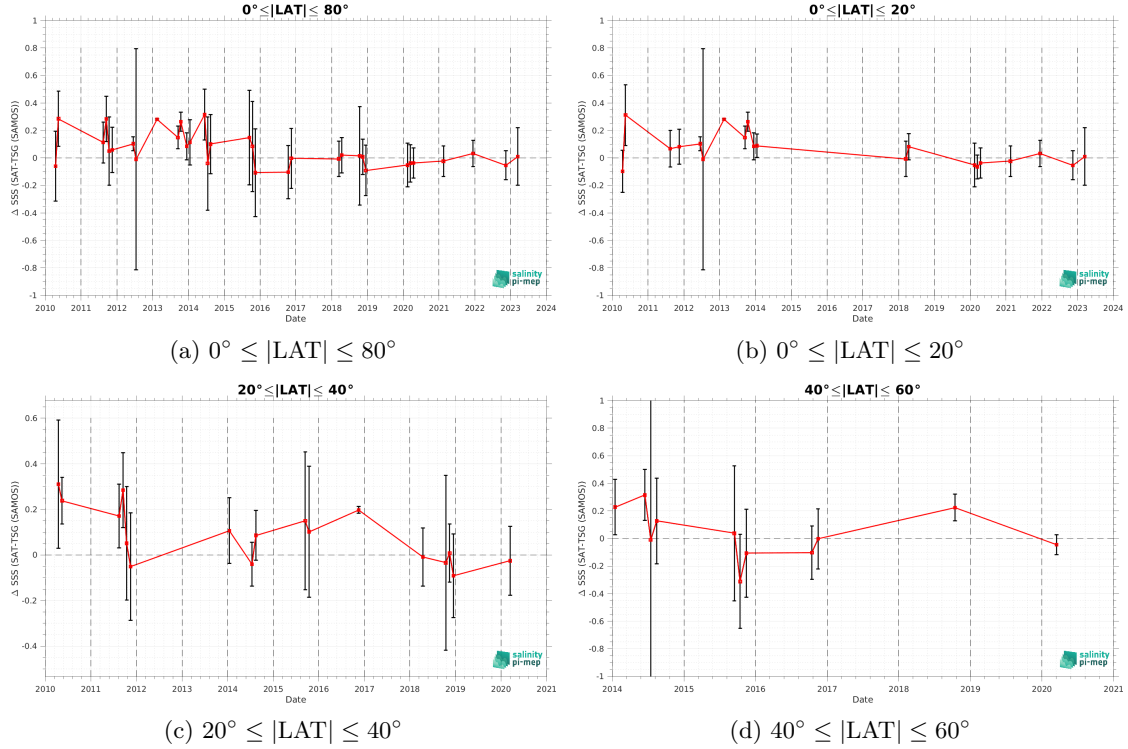 0°≤|LAT|≤ 80°
Δ SSS (SAT-TSG (SAMOS))
1
0.8
0.6
0.4
0.2
0
-0.2
-0.4
-0.6
-0.8
-1
2010 2011 2012 2013 2014 2015 2016 2017 2018 2019 2020 2021 2022 2023 2024
Date
salinity
pi-mep
(a) 0° ≤ |LAT| ≤ 80°
0°≤|LAT|≤ 20°
Δ SSS (SAT-TSG (SAMOS))
1
0.8
0.6
0.4
0.2
0
-0.2
-0.4
-0.6
-0.8
-1
2010 2011 2012 2013 2014 2015 2016 2017 2018 2019 2020 2021 2022 2023 2024
Date
salinity
pi-mep
(b) 0° ≤ |LAT| ≤ 20°
20°≤|LAT|≤ 40°
Δ SSS (SAT-TSG (SAMOS))
0.6
0.4
0.2
0
-0.2
-0.4
2010 2011 2012 2013 2014 2015 2016 2017 2018 2019 2020 2021
Date
salinity
pi-mep
(c) 20° ≤ |LAT| ≤ 40°
40°≤|LAT|≤ 60°
Δ SSS (SAT-TSG (SAMOS))
1
0.8
0.6
0.4
0.2
0
-0.2
-0.4
-0.6
-0.8
-1
2014 2015 2016 2017 2018 2019 2020 2021
Date
salinity
pi-mep
(d) 40° ≤ |LAT| ≤ 60°